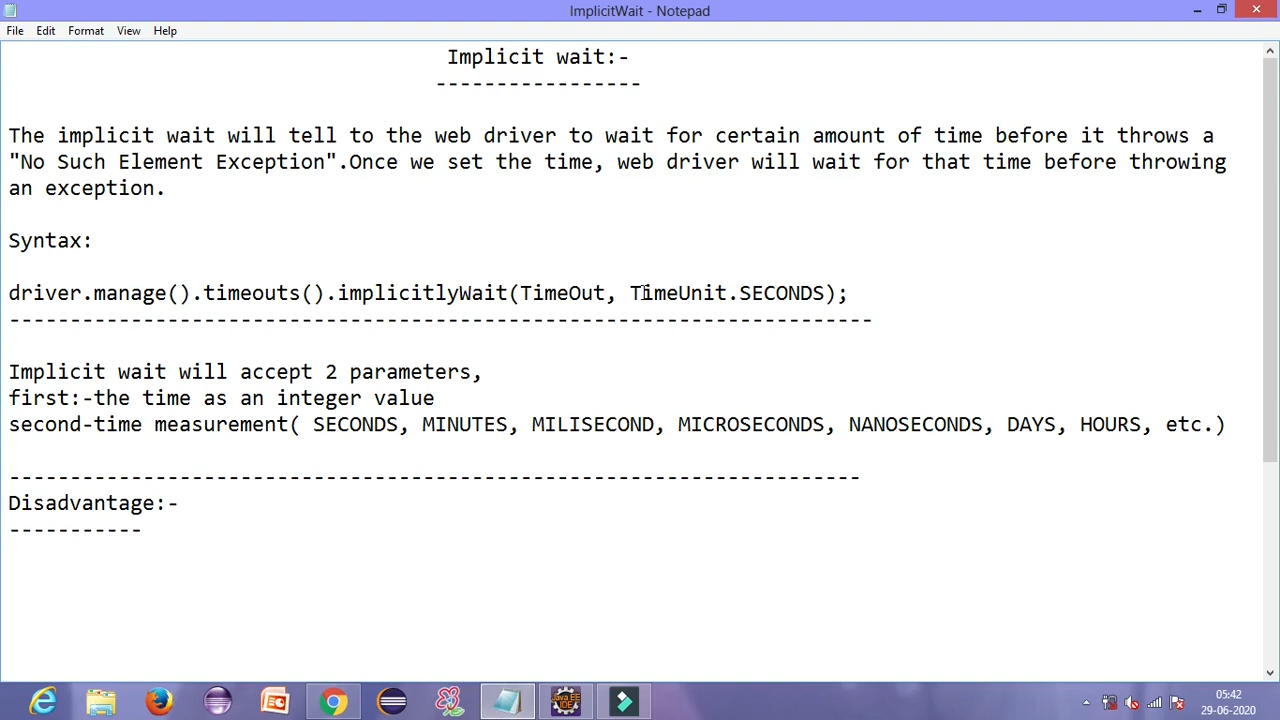 ImplicitWait - Notepad
File Edit Format View Help
Implicit wait:-
-----------------
The implicit wait will tell to the web driver to wait for certain amount of time before it throws a
"No Such Element Exception".Once we set the time, web driver will wait for that time before throwing
an exception.
Syntax:
driver.manage().timeouts().implicitlyWait(TimeOut, TimeUnit.SECONDS);
-----------------------------------------------------------------------
Implicit wait will accept 2 parameters,
first:-the time as an integer value
second-time measurement( SECONDS, MINUTES, MILISECOND, MICROSECONDS, NANOSECONDS, DAYS, HOURS, etc.)
----------------------------------------------------------------------
Disadvantage:-
-----------
Java EE
IDE
05:42
29-06-2020